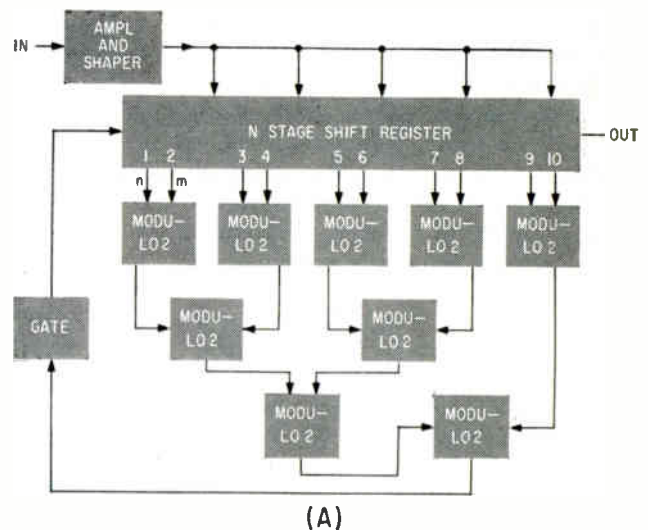 AMPL
AND
SHAPER
IN
N STAGE SHIFT REGISTER
OUT
1 2 3 4 5 6 7 8 9 10
n m
MODU-
LO 2
MODU-
LO 2
MODU-
LO 2
MODU-
LO 2
MODU-
LO 2
GATE
MODU-
LO 2
MODU-
LO 2
MODU-
LO 2
MODU-
LO 2
(A)